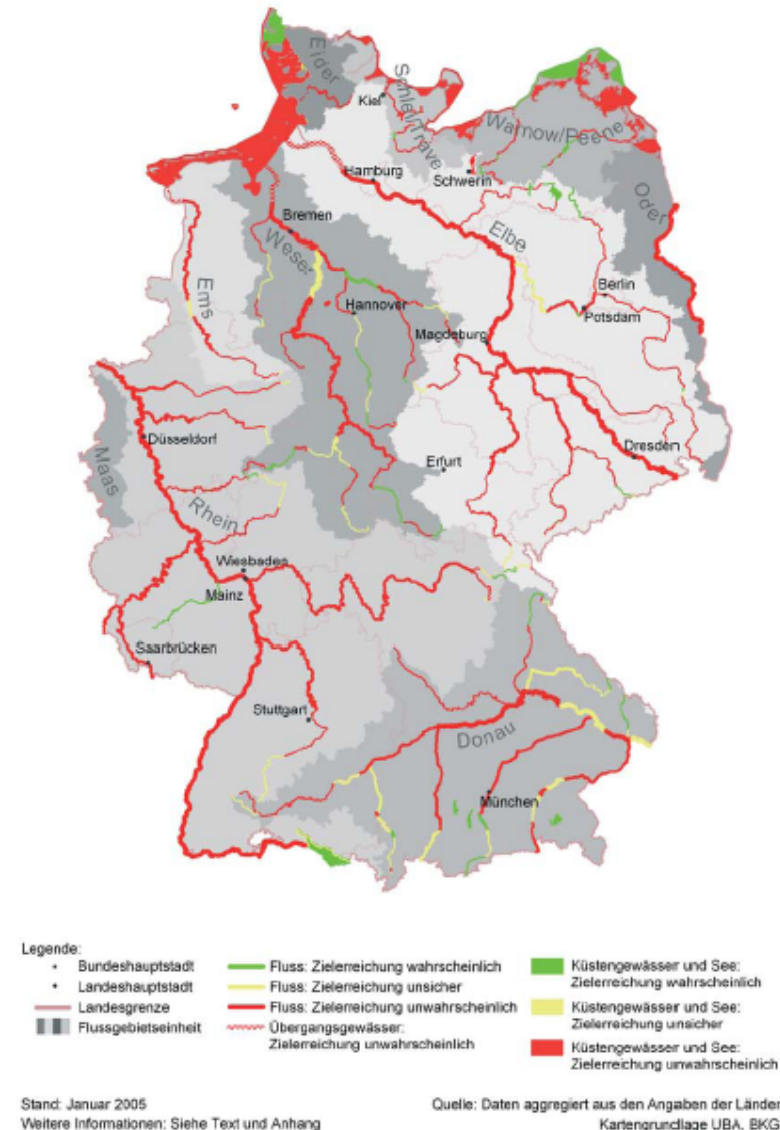 Eider
Kiel
Schlei/Trave
Warnow/Peene
Hamburg
Schwerin
Oder
Bremen
Elbe
Weser
Berlin
Ems
Hannover
Potsdam
Magdeburg
Düsseldorf
Dresden
Maas
Erfurt
Rhein
Wiesbaden
Mainz
Saarbrücken
Stuttgart
Donau
München
Legende:
Bundeshauptstadt
Landeshauptstadt
Landesgrenze
Flussgebietseinheit
Fluss: Zielerreichung wahrscheinlich
Fluss: Zielerreichung unsicher
Fluss: Zielerreichung unwahrscheinlich
Übergangsgewässer:
Zielerreichung unwahrscheinlich
Küstengewässer und See:
Zielerreichung wahrscheinlich
Küstengewässer und See:
Zielerreichung unsicher
Küstengewässer und See:
Zielerreichung unwahrscheinlich
Stand: Januar 2005
Weitere Informationen: Siehe Text und Anhang
Quelle: Daten aggregiert aus den Angaben der Länder
Kartengrundlage UBA, BKG